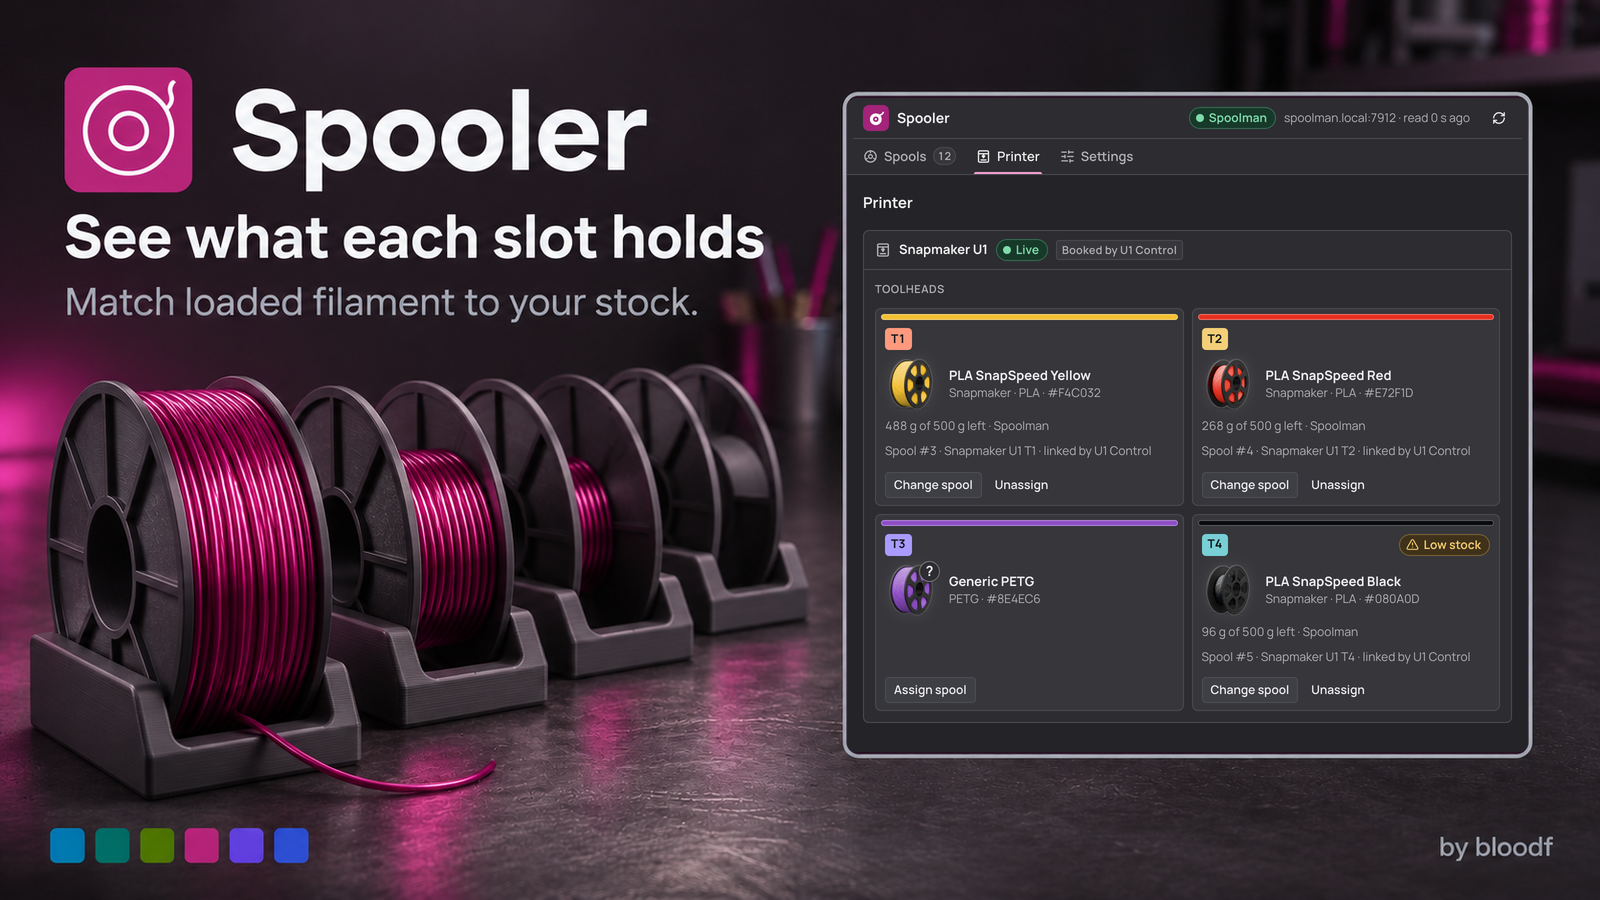 Spooler
See what each slot holds
Match loaded filament to your stock.
Spooler
Spoolman
spoolman.local:7912 · read 0 s ago
Spools 12
Printer
Settings
Printer
Snapmaker U1
Live
Booked by U1 Control
TOOLHEADS
T1
PLA SnapSpeed Yellow
Snapmaker · PLA · #F4C032
488 g of 500 g left · Spoolman
Spool #3 · Snapmaker U1 T1 · linked by U1 Control
Change spool
Unassign
T2
PLA SnapSpeed Red
Snapmaker · PLA · #E72F1D
268 g of 500 g left · Spoolman
Spool #4 · Snapmaker U1 T2 · linked by U1 Control
Change spool
Unassign
T3
?
Generic PETG
PETG · #8E4EC6
Assign spool
T4
Low stock
PLA SnapSpeed Black
Snapmaker · PLA · #080A0D
96 g of 500 g left · Spoolman
Spool #5 · Snapmaker U1 T4 · linked by U1 Control
Change spool
Unassign
by bloodf